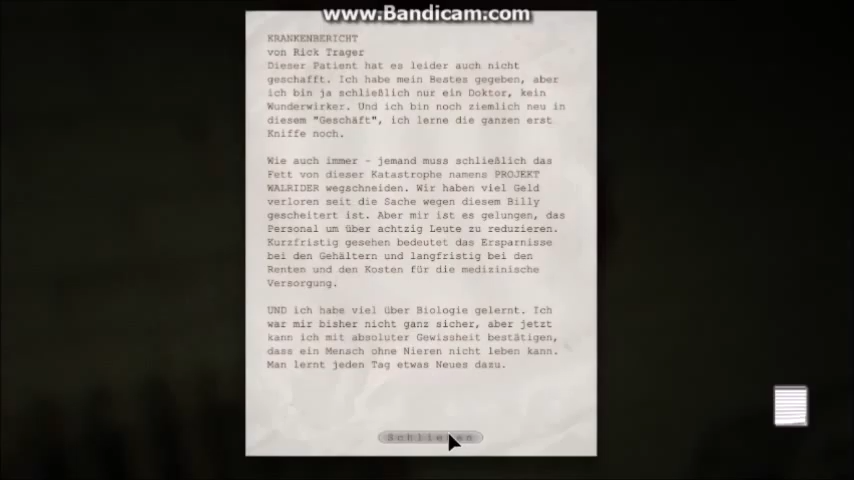 www.Bandicam.com
KRANKENBERICHT
von Rick Trager
Dieser Patient hat es leider auch nicht
geschafft. Ich habe mein Bestes gegeben, aber
ich bin ja schließlich nur ein Doktor, kein
Wunderwirker. Und ich bin noch ziemlich neu in
diesem "Geschäft", ich lerne die ganzen erst
Kniffe noch.
Wie auch immer - jemand muss schließlich das
Fett von dieser Katastrophe namens PROJEKT
WALRIDER wegschneiden. Wir haben viel Geld
verloren seit die Sache wegen diesem Billy
gescheitert ist. Aber mir ist es gelungen, das
Personal um über achtzig Leute zu reduzieren.
Kurzfristig gesehen bedeutet das Ersparnisse
bei den Gehältern und langfristig bei den
Renten und den Kosten für die medizinische
Versorgung.
UND ich habe viel über Biologie gelernt. Ich
war mir bisher nicht ganz sicher, aber jetzt
kann ich mit absoluter Gewissheit bestätigen,
dass ein Mensch ohne Nieren nicht leben kann.
Man lernt jeden Tag etwas Neues dazu.
Schließen